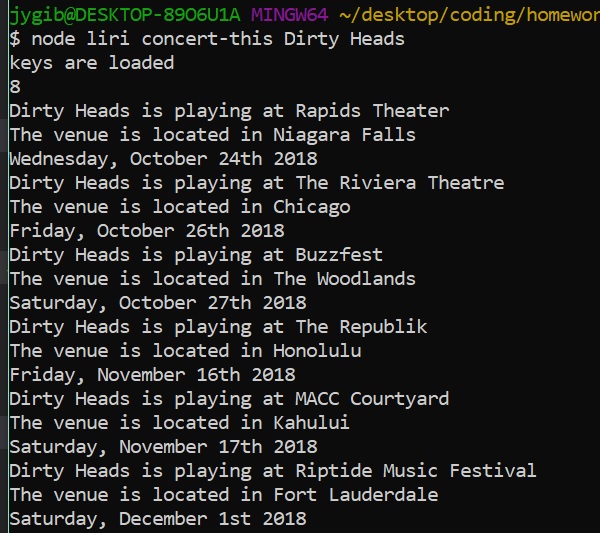 jygib@DESKTOP-89O6U1A MINGW64 ~/desktop/coding/homewor
$ node liri concert-this Dirty Heads
keys are loaded
8
Dirty Heads is playing at Rapids Theater
The venue is located in Niagara Falls
Wednesday, October 24th 2018
Dirty Heads is playing at The Riviera Theatre
The venue is located in Chicago
Friday, October 26th 2018
Dirty Heads is playing at Buzzfest
The venue is located in The Woodlands
Saturday, October 27th 2018
Dirty Heads is playing at The Republik
The venue is located in Honolulu
Friday, November 16th 2018
Dirty Heads is playing at MACC Courtyard
The venue is located in Kahului
Saturday, November 17th 2018
Dirty Heads is playing at Riptide Music Festival
The venue is located in Fort Lauderdale
Saturday, December 1st 2018